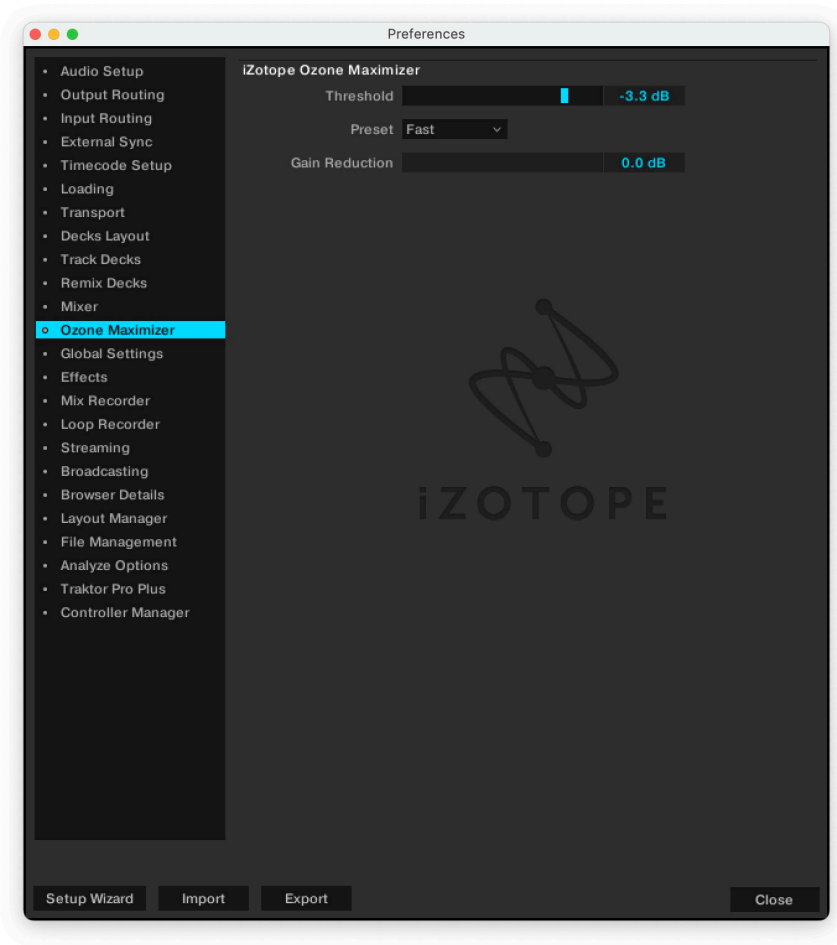 Preferences
Audio Setup
Output Routing
Input Routing
External Sync
Timecode Setup
Loading
Transport
Decks Layout
Track Decks
Remix Decks
Mixer
Ozone Maximizer
Global Settings
Effects
Mix Recorder
Loop Recorder
Streaming
Broadcasting
Browser Details
Layout Manager
File Management
Analyze Options
Traktor Pro Plus
Controller Manager
iZotope Ozone Maximizer
Threshold -3.3 dB
Preset Fast
Gain Reduction 0.0 dB
iZOTOPE
Setup Wizard Import Export Close